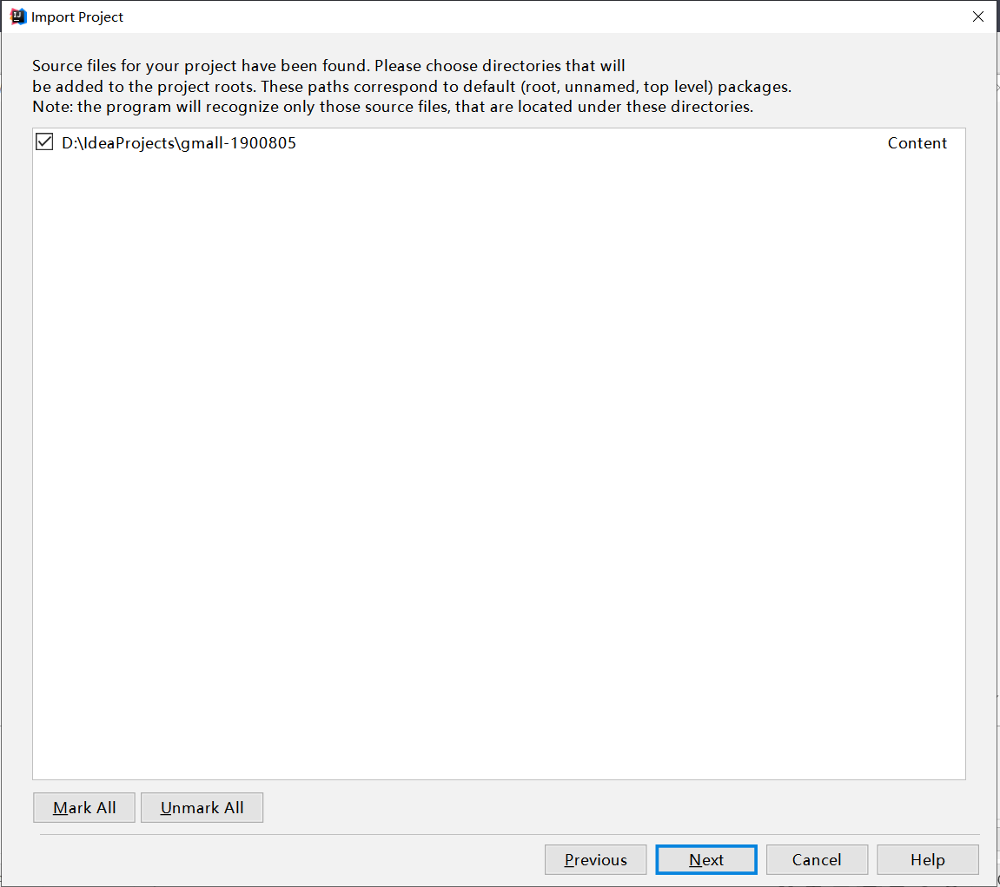 Import Project
Source files for your project have been found. Please choose directories that will
be added to the project roots. These paths correspond to default (root, unnamed, top level) packages.
Note: the program will recognize only those source files, that are located under these directories.
D:\IdeaProjects\gmall-1900805 Content
Mark All Unmark All
Previous Next Cancel Help